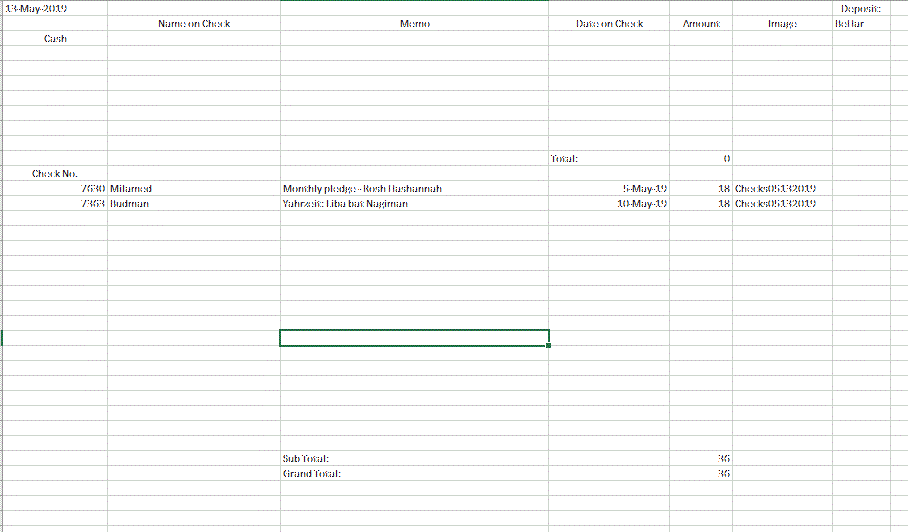 13-May-2019 Deposit:
Name on Check Memo Date on Check Amount Image BeHar
Cash
Total: 0
Check No.
7630 Milamed Monthly pledge - Rosh Hashannah 5-May-19 18 Checks05132019
7363 Budman Yahrzeit: Liba bat Nagiman 10-May-19 18 Checks05132019
Sub Total: 36
Grand Total: 36